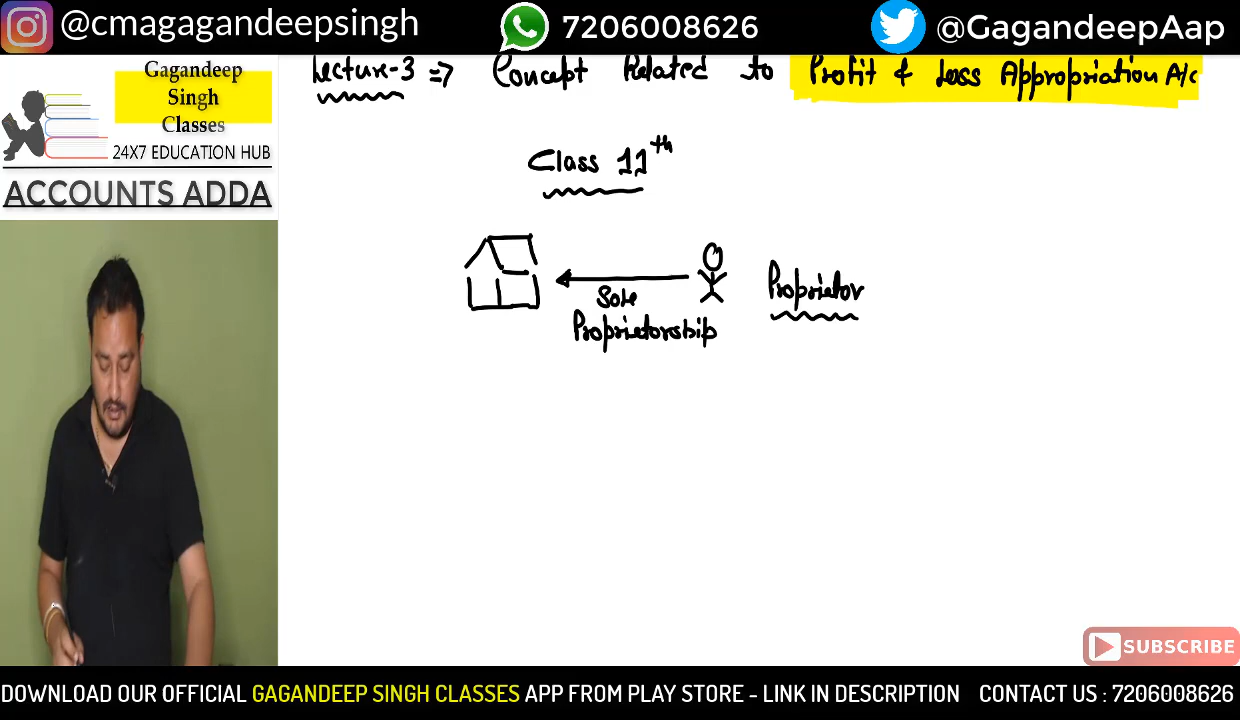 @cmagagandeepsingh 7206008626 @GagandeepAap
Lecture-3 ⇒ Concept Related to Profit & Loss Appropriation A/c
Gagandeep
Singh
Classes
24X7 EDUCATION HUB
ACCOUNTS ADDA
Class 11th
Sole
Proprietorship
Proprietor
SUBSCRIBE
DOWNLOAD OUR OFFICIAL GAGANDEEP SINGH CLASSES APP FROM PLAY STORE - LINK IN DESCRIPTION CONTACT US : 7206008626